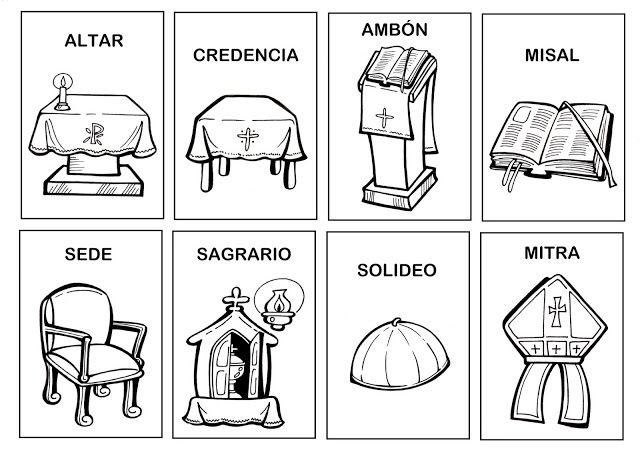 ALTAR
CREDENCIA
AMBÓN
MISAL
SEDE
SAGRARIO
SOLIDEO
MITRA